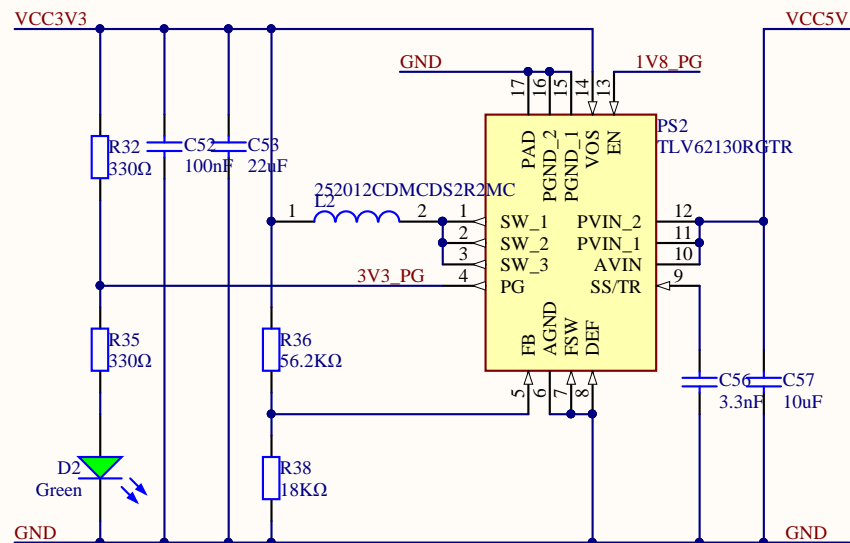 VCC3V3
VCC5V
GND
1V8_PG
17
16
15
14
13
PS2
TLV62130RGTR
PAD
PGND_2
PGND_1
VOS
EN
R32
330Ω
C52
100nF
C53
22uF
252012CDMCDS2R2MC
L2
1
2
1
SW_1
PVIN_2
12
2
SW_2
PVIN_1
11
3
SW_3
AVIN
10
3V3_PG
4
PG
SS/TR
9
R35
330Ω
R36
56.2KΩ
FB
AGND
FSW
DEF
5
6
7
8
C56
3.3nF
C57
10uF
D2
Green
R38
18KΩ
GND
GND